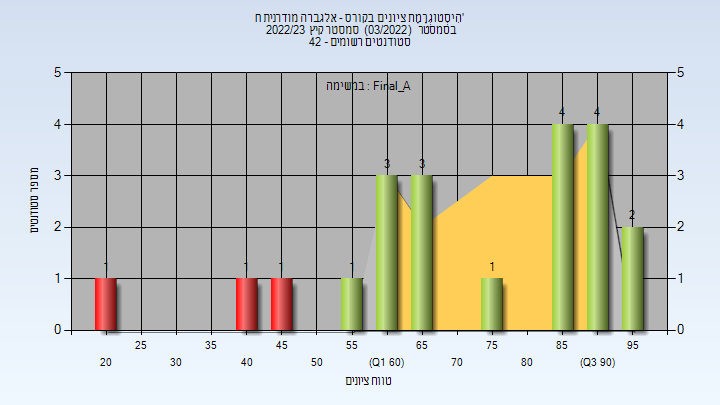 היסטוגרמת ציונים בקורס - אלגברה מודרנית ח'
בסמסטר (03/2022) סמסטר קיץ 2022/23
סטודנטים רשומים - 42
במשימה : Final_A
מספר סטודנטים
5 5
4 4
3 3
2 2
1 1
0 0
1 1 1 1 3 3 1 4 4 2
25 35 45 55 65 75 85 95
20 30 40 50 (Q1 60) 70 80 (Q3 90)
טווח ציונים